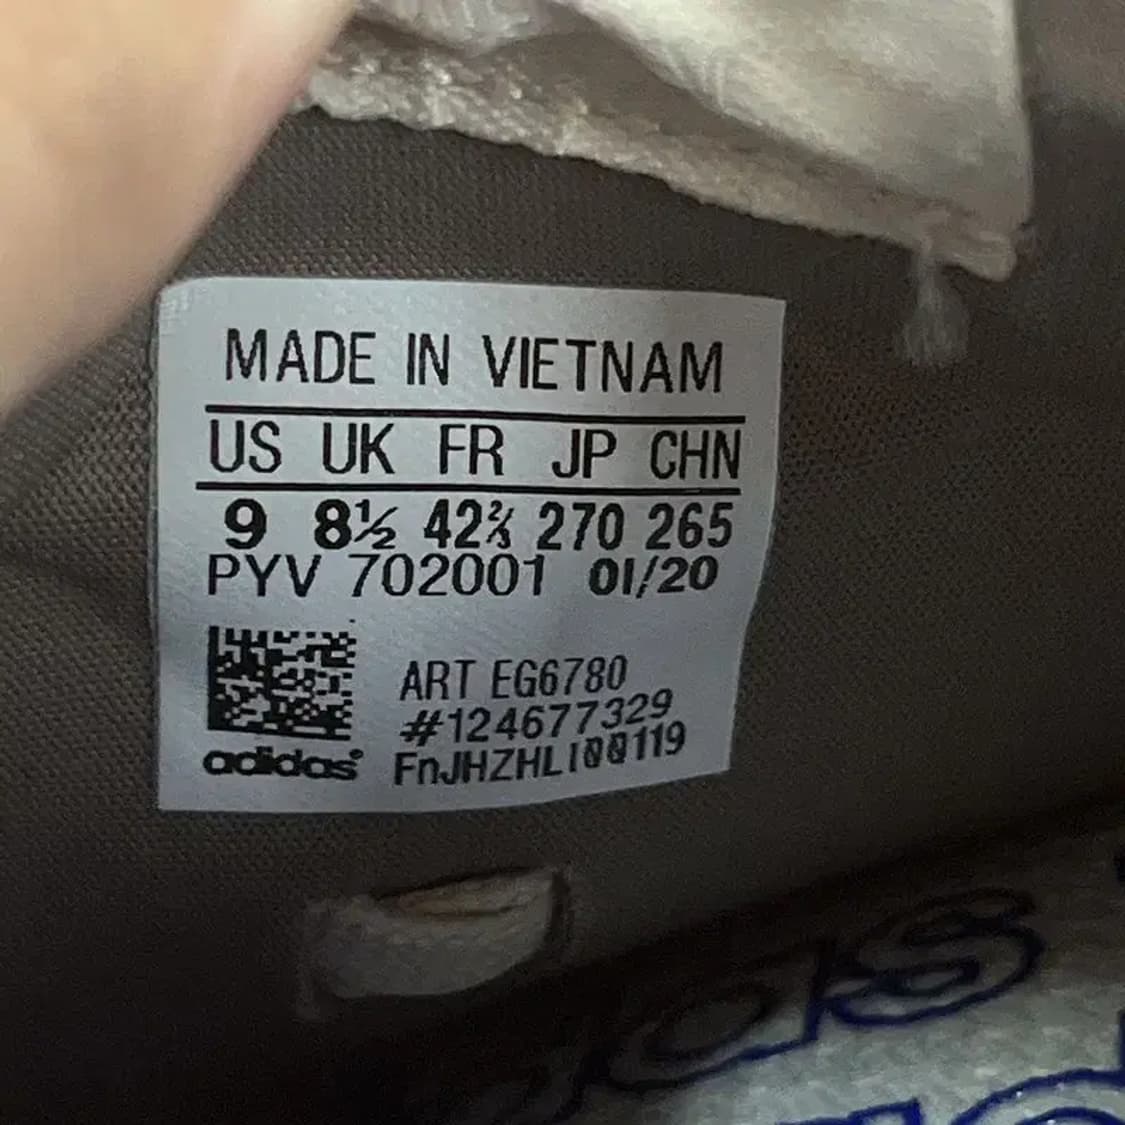 MADE IN VIETNAM
US UK FR JP CHN
9 8½ 42⅔ 270 265
PYV 702001 01/20
ART EG6780
#124677329
adidas® FnJHZHLI00119